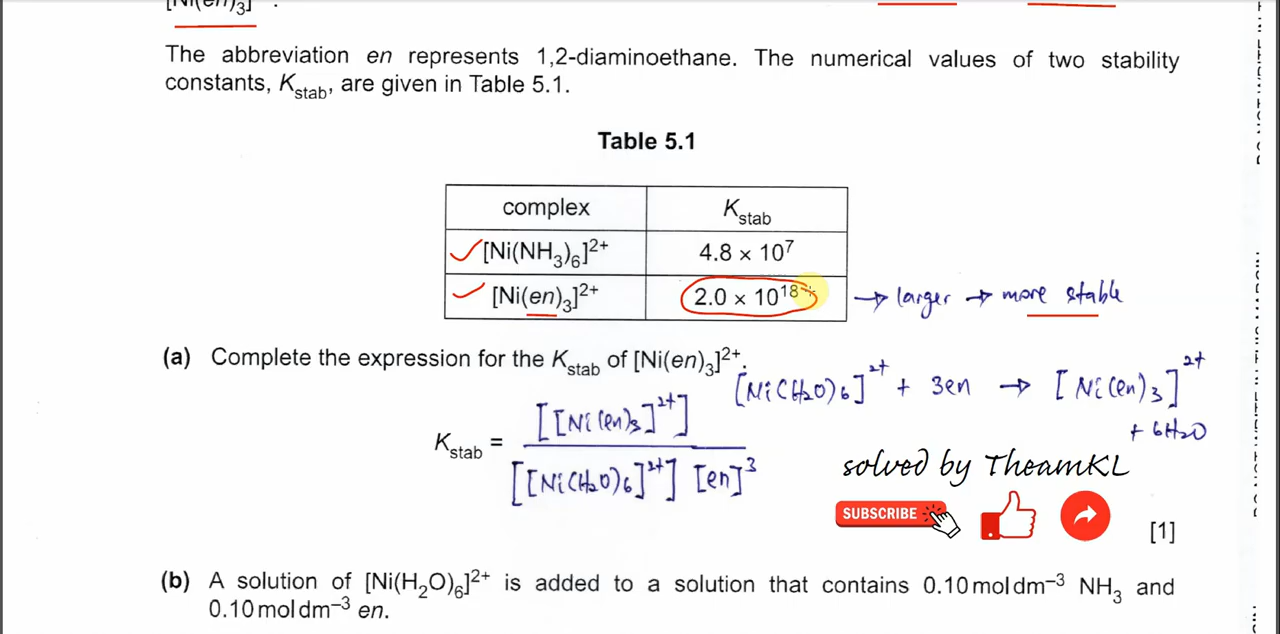 [Ni(en)3]2+.
The abbreviation en represents 1,2-diaminoethane. The numerical values of two stability
constants, Kstab, are given in Table 5.1.
Table 5.1
complex Kstab
[Ni(NH3)6]2+ 4.8 × 10^7
[Ni(en)3]2+ 2.0 × 10^18 → larger → more stable
(a) Complete the expression for the Kstab of [Ni(en)3]2+.
[Ni(H2O)6]2+ + 3en → [Ni(en)3]2+
+ 6H2O
Kstab =
[[Ni(en)3]2+]
[[Ni(H2O)6]2+] [en]^3
solved by TheamKL
SUBSCRIBE
[1]
(b) A solution of [Ni(H2O)6]2+ is added to a solution that contains 0.10 mol dm−3 NH3 and
0.10 mol dm−3 en.